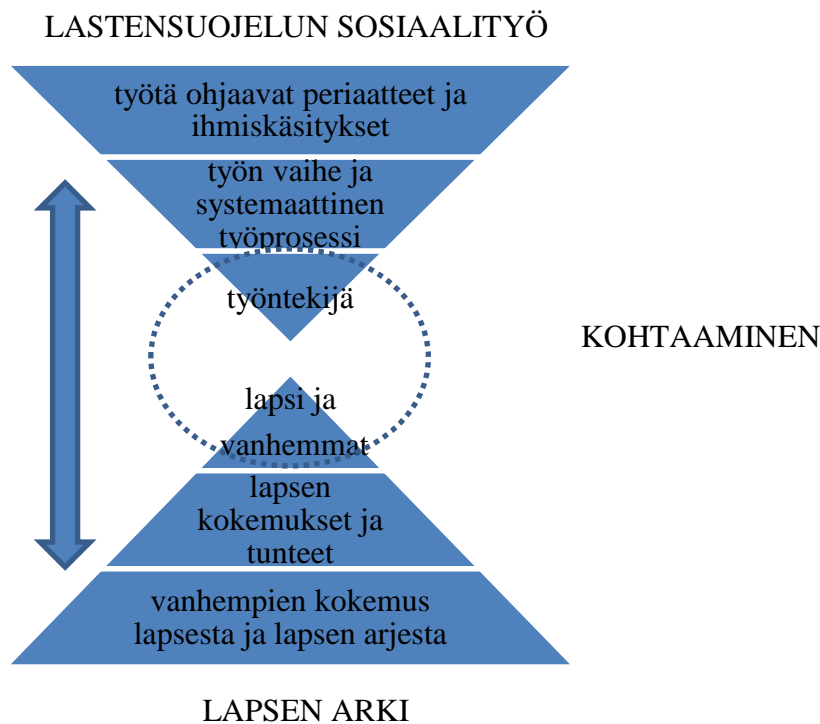 LASTENSUOJELUN SOSIAALITYÖ
työtä ohjaavat periaatteet ja
ihmiskäsitykset
työn vaihe ja
systemaattinen
työprosessi
työntekijä
KOHTAAMINEN
lapsi ja
vanhemmat
lapsen
kokemukset ja
tunteet
vanhempien kokemus
lapsesta ja lapsen arjesta
LAPSEN ARKI